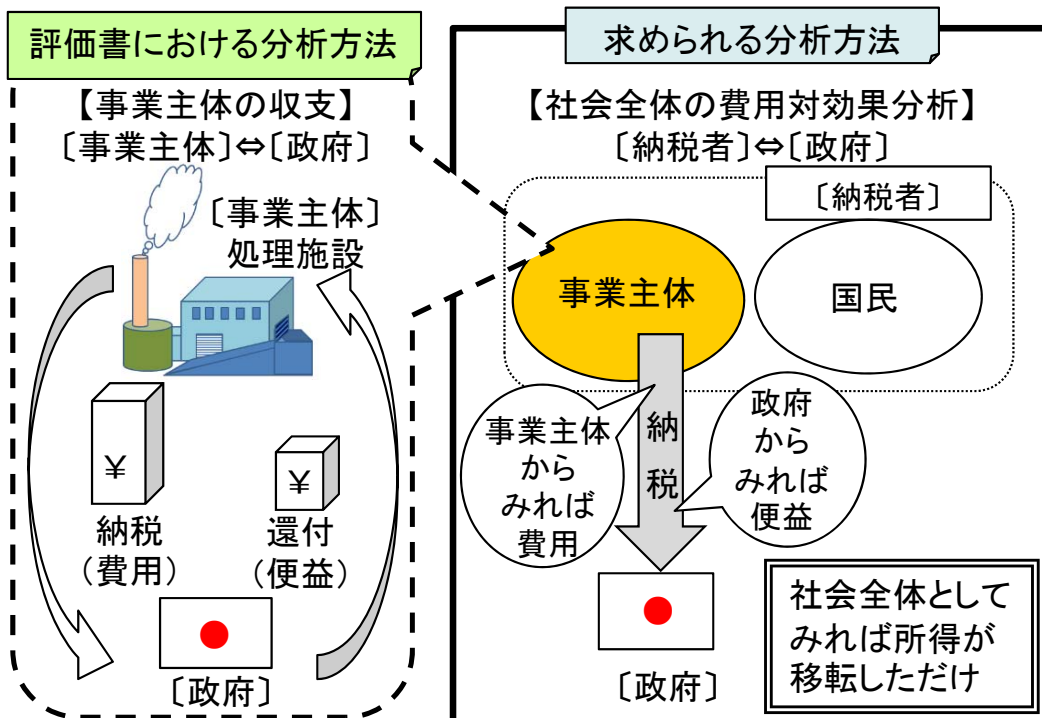 評価書における分析方法
【事業主体の収支】
〔事業主体〕⇔〔政府〕
〔事業主体〕
処理施設
¥
納税
（費用）
¥
還付
（便益）
〔政府〕
求められる分析方法
【社会全体の費用対効果分析】
〔納税者〕⇔〔政府〕
〔納税者〕
事業主体
国民
事業主体
から
みれば
費用
納
税
政府
から
みれば
便益
〔政府〕
社会全体として
みれば所得が
移転しただけ